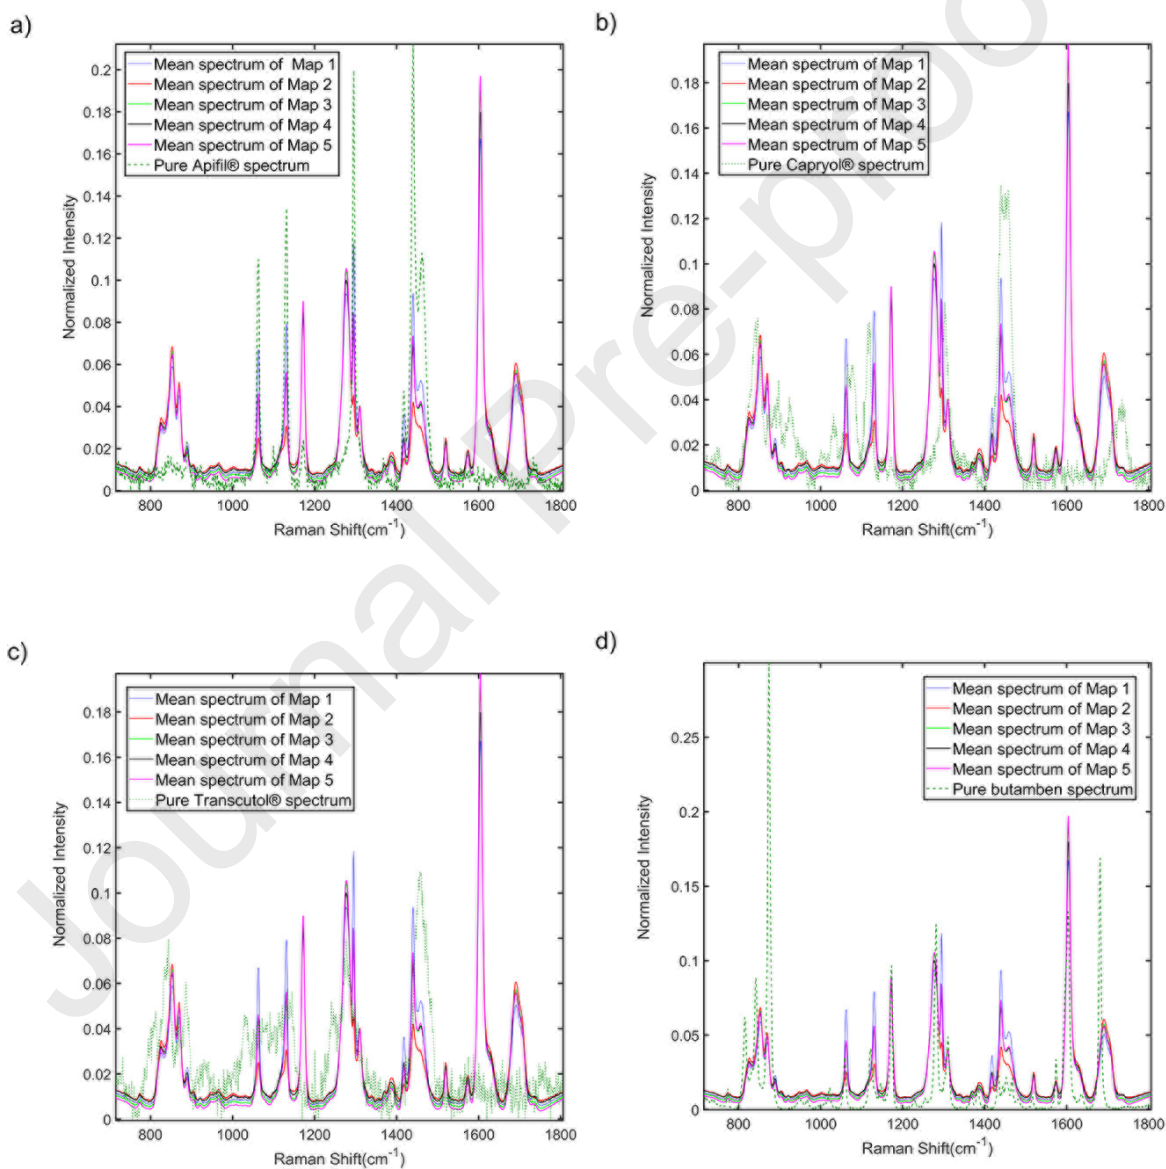 a)
Mean spectrum of  Map 1
Mean spectrum of Map 2
Mean spectrum of Map 3
Mean spectrum of Map 4
Mean spectrum of Map 5
Pure Apifil® spectrum
0.2
0.18
0.16
0.14
0.12
0.1
0.08
0.06
0.04
0.02
0
Normalized Intensity
800 1000 1200 1400 1600 1800
Raman Shift(cm⁻¹)
b)
Mean spectrum of Map 1
Mean spectrum of Map 2
Mean spectrum of Map 3
Mean spectrum of Map 4
Mean spectrum of Map 5
Pure Capryol® spectrum
0.18
0.16
0.14
0.12
0.1
0.08
0.06
0.04
0.02
0
Normalized Intensity
800 1000 1200 1400 1600 1800
Raman Shift(cm⁻¹)
c)
Mean spectrum of Map 1
Mean spectrum of Map 2
Mean spectrum of Map 3
Mean spectrum of Map 4
Mean spectrum of Map 5
Pure Transcutol® spectrum
0.18
0.16
0.14
0.12
0.1
0.08
0.06
0.04
0.02
0
Normalized Intensity
800 1000 1200 1400 1600 1800
Raman Shift(cm⁻¹)
d)
Mean spectrum of Map 1
Mean spectrum of Map 2
Mean spectrum of Map 3
Mean spectrum of Map 4
Mean spectrum of Map 5
Pure butamben spectrum
0.25
0.2
0.15
0.1
0.05
0
Normalized Intensity
800 1000 1200 1400 1600 1800
Raman Shift(cm⁻¹)
Journal Pre-proo